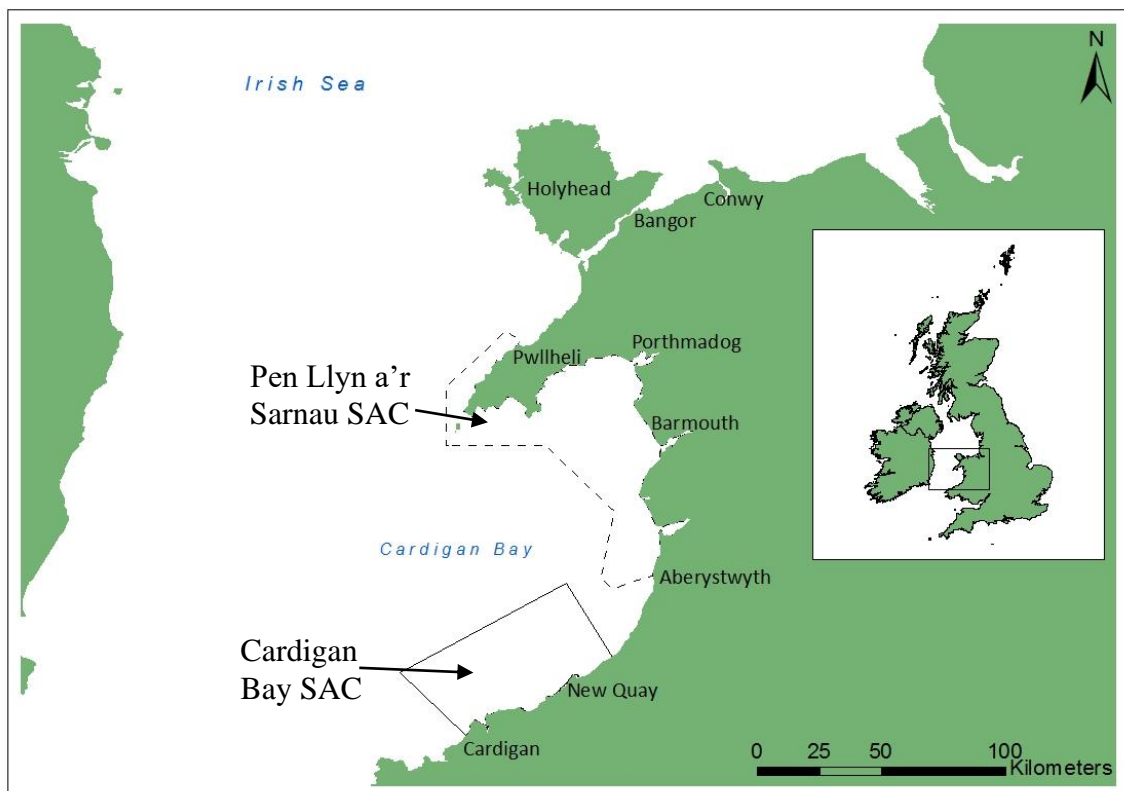 Irish Sea
N
Holyhead
Conwy
Bangor
Pwllheli
Porthmadog
Pen Llyn a’r
Sarnau SAC
Barmouth
Cardigan Bay
Aberystwyth
Cardigan
Bay SAC
New Quay
Cardigan
0 25 50 100
Kilometers